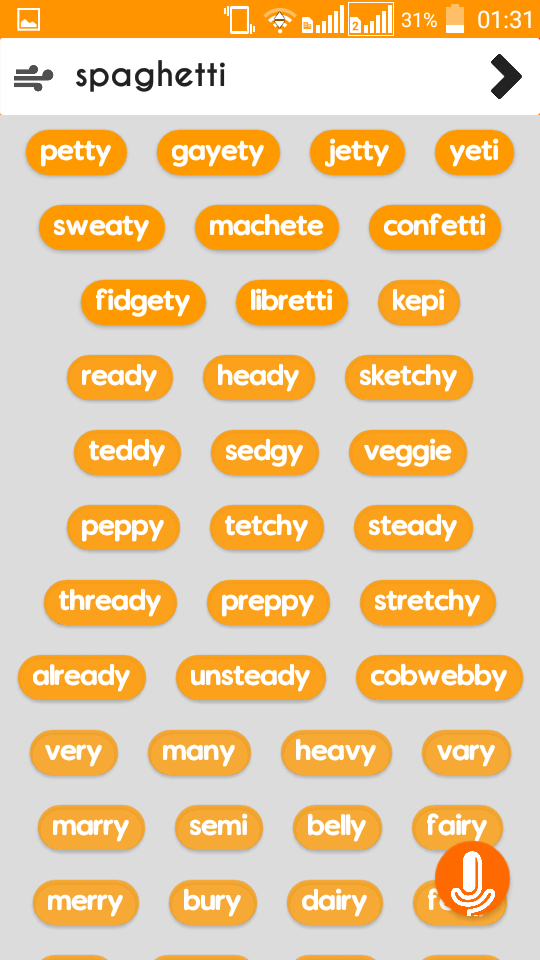 31% 01:31
spaghetti
petty gayety jetty yeti
sweaty machete confetti
fidgety libretti kepi
ready heady sketchy
teddy sedgy veggie
peppy tetchy steady
thready preppy stretchy
already unsteady cobwebby
very many heavy vary
marry semi belly fairy
merry bury dairy